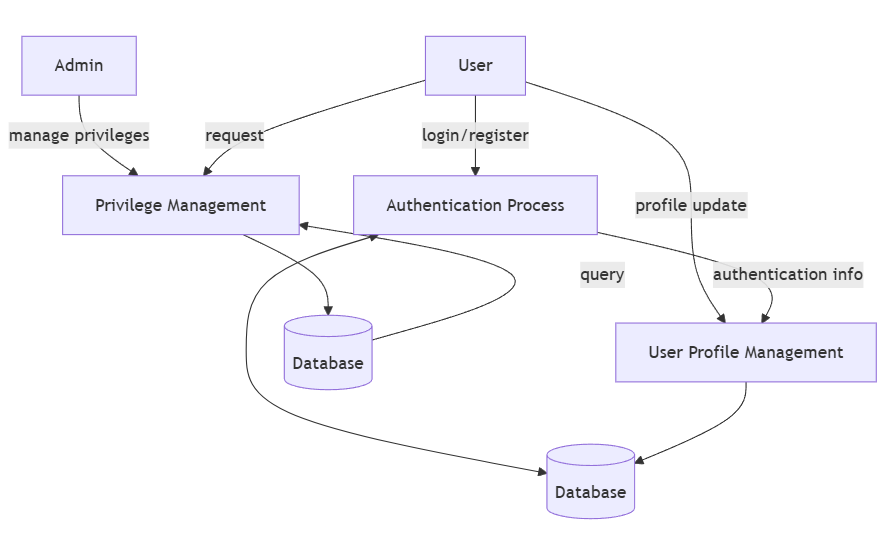 Admin
User
manage privileges
request
login/register
Privilege Management
Authentication Process
profile update
query
authentication info
User Profile Management
Database
Database